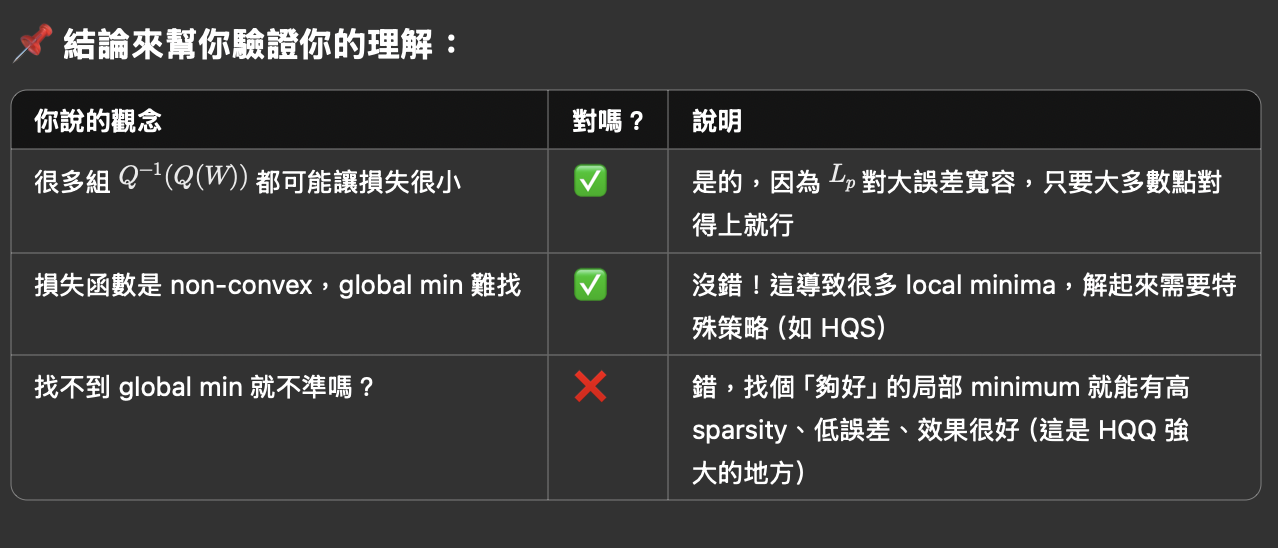 📌 結論來幫你驗證你的理解：
你說的觀念 對嗎？ 說明
很多組 Q⁻¹(Q(W)) 都可能讓損失很小 ✅ 是的，因為 Lₚ 對大誤差寬容，只要大多數點對
得上就行
損失函數是 non-convex，global min 難找 ✅ 沒錯！這導致很多 local minima，解起來需要特
殊策略（如 HQS）
找不到 global min 就不準嗎？ ❌ 錯，找個「夠好」的局部 minimum 就能有高
sparsity、低誤差、效果很好（這是 HQQ 強
大的地方）